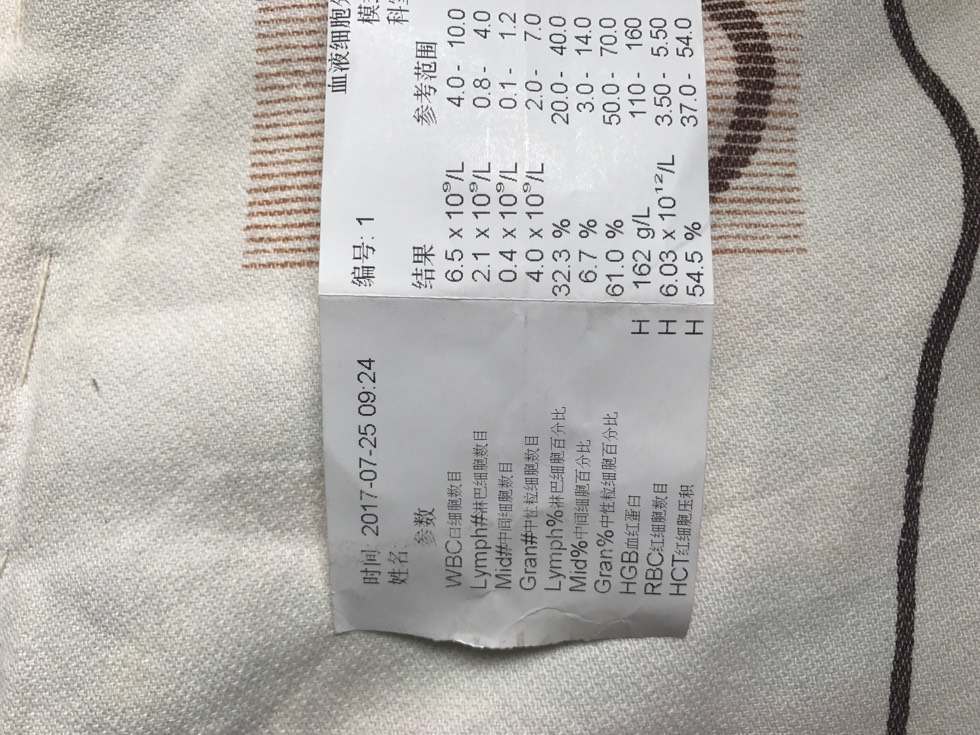 血液细胞分
模式
科室
时间: 2017-07-25 09:24 编号: 1
姓名:
参数 结果 参考范围
WBC白细胞数目 6.5 x 10⁹/L 4.0 - 10.0
Lymph#淋巴细胞数目 2.1 x 10⁹/L 0.8 - 4.0
Mid#中间细胞数目 0.4 x 10⁹/L 0.1 - 1.2
Gran#中性粒细胞数目 4.0 x 10⁹/L 2.0 - 7.0
Lymph%淋巴细胞百分比 32.3 % 20.0 - 40.0
Mid%中间细胞百分比 6.7 % 3.0 - 14.0
Gran%中性粒细胞百分比 61.0 % 50.0 - 70.0
HGB血红蛋白 H 162 g/L 110 - 160
RBC红细胞数目 H 6.03 x 10¹²/L 3.50 - 5.50
HCT红细胞压积 H 54.5 % 37.0 - 54.0